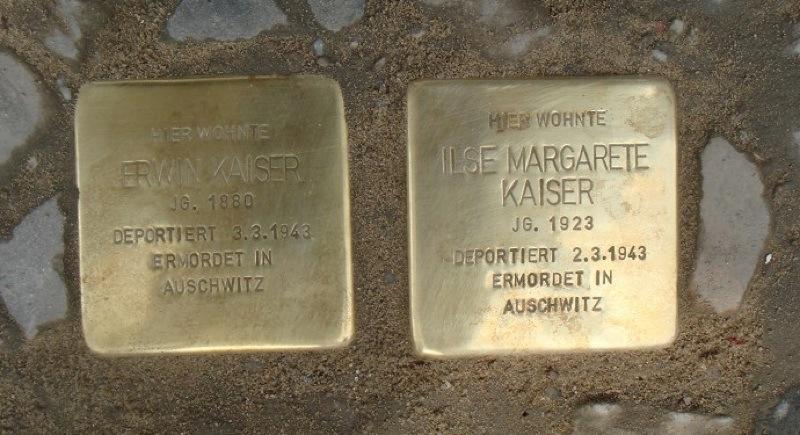 HIER WOHNTE
ERWIN KAISER
JG. 1880
DEPORTIERT 3.3.1943
ERMORDET IN
AUSCHWITZ
HIER WOHNTE
ILSE MARGARETE
KAISER
JG. 1923
DEPORTIERT 2.3.1943
ERMORDET IN
AUSCHWITZ